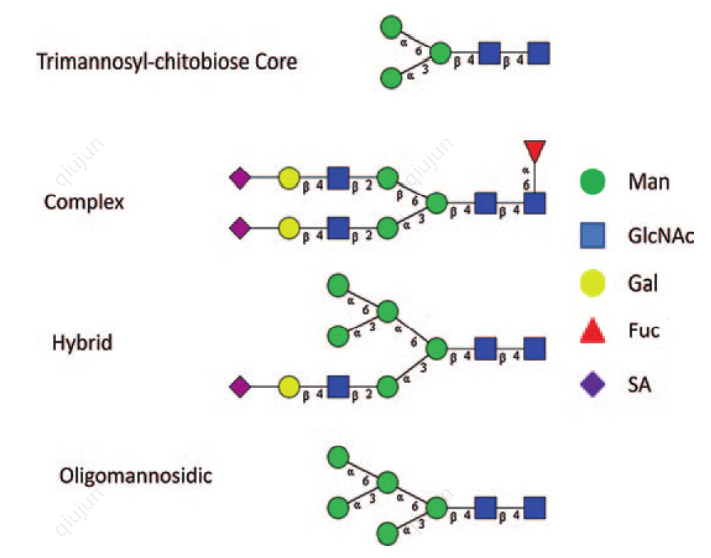 α 6
Trimannosyl-chitobiose Core
β 4 β 4
α 3
qiujun
qiujun
α 6
β 4 β 2 β 6
Man
Complex
α 3 β 4 β 4
β 4 β 2
GlcNAc
Gal
α 6
α 3 α 6
Fuc
Hybrid
β 4 β 4
α 3
SA
β 4 β 2
Oligomannosidic
α 6
α 3 α 6
β 4 β 4
α 3
qiujun